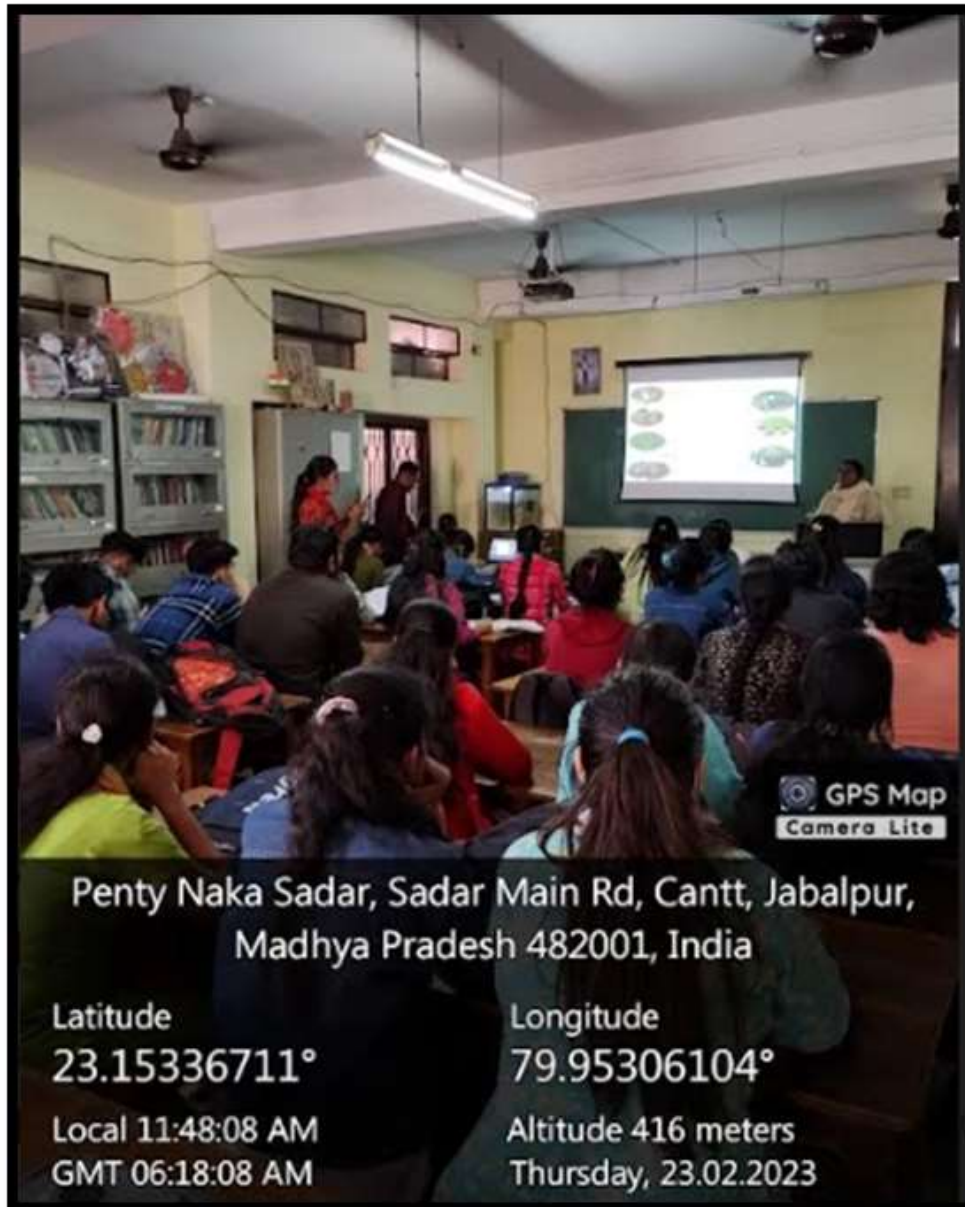 GPS Map
Camera Lite
Penty Naka Sadar, Sadar Main Rd, Cantt, Jabalpur,
Madhya Pradesh 482001, India
Latitude
23.15336711°
Longitude
79.95306104°
Local 11:48:08 AM
GMT 06:18:08 AM
Altitude 416 meters
Thursday, 23.02.2023